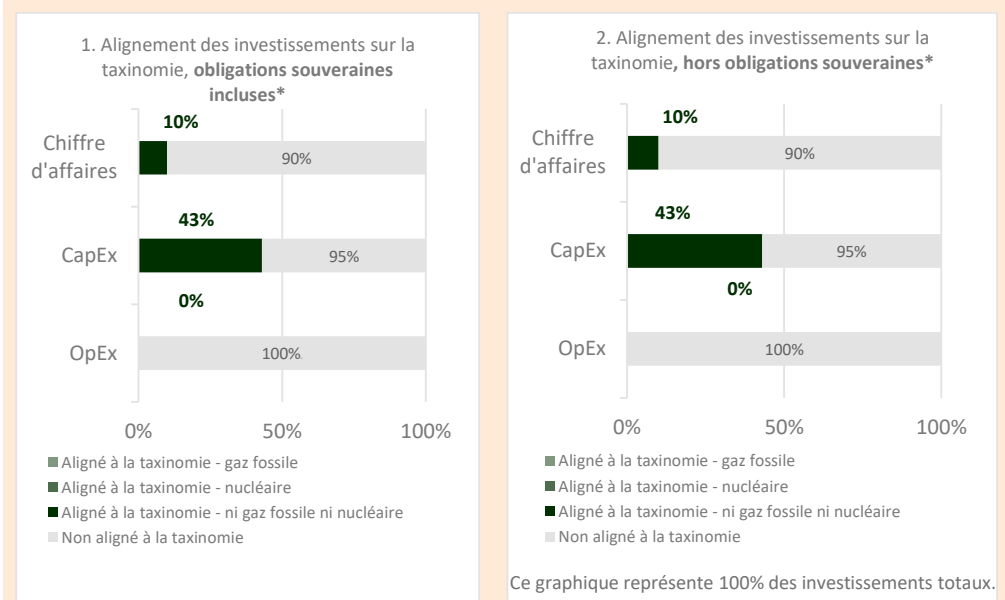 1. Alignement des investissements sur la
taxinomie, obligations souveraines
incluses*
10%
Chiffre
d'affaires
90%
43%
CapEx
95%
0%
OpEx
100%
0%
50%
100%
Aligné à la taxinomie - gaz fossile
Aligné à la taxinomie - nucléaire
Aligné à la taxinomie - ni gaz fossile ni nucléaire
Non aligné à la taxinomie
2. Alignement des investissements sur la
taxinomie, hors obligations souveraines*
10%
Chiffre
d'affaires
90%
43%
CapEx
95%
0%
OpEx
100%
0%
50%
100%
Aligné à la taxinomie - gaz fossile
Aligné à la taxinomie - nucléaire
Aligné à la taxinomie - ni gaz fossile ni nucléaire
Non aligné à la taxinomie
Ce graphique représente 100% des investissements totaux.